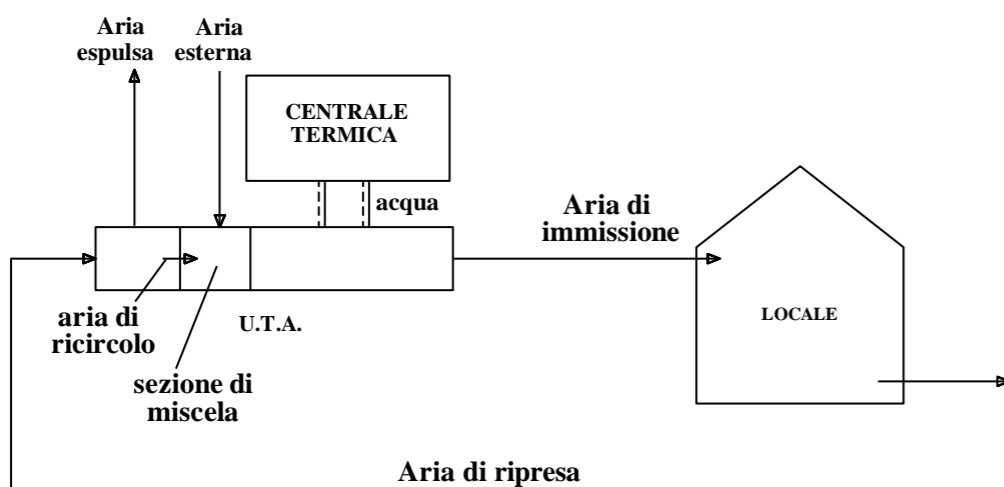 Aria
espulsa
Aria
esterna
CENTRALE
TERMICA
acqua
Aria di
immissione
aria di
ricircolo
U.T.A.
LOCALE
sezione di
miscela
Aria di ripresa